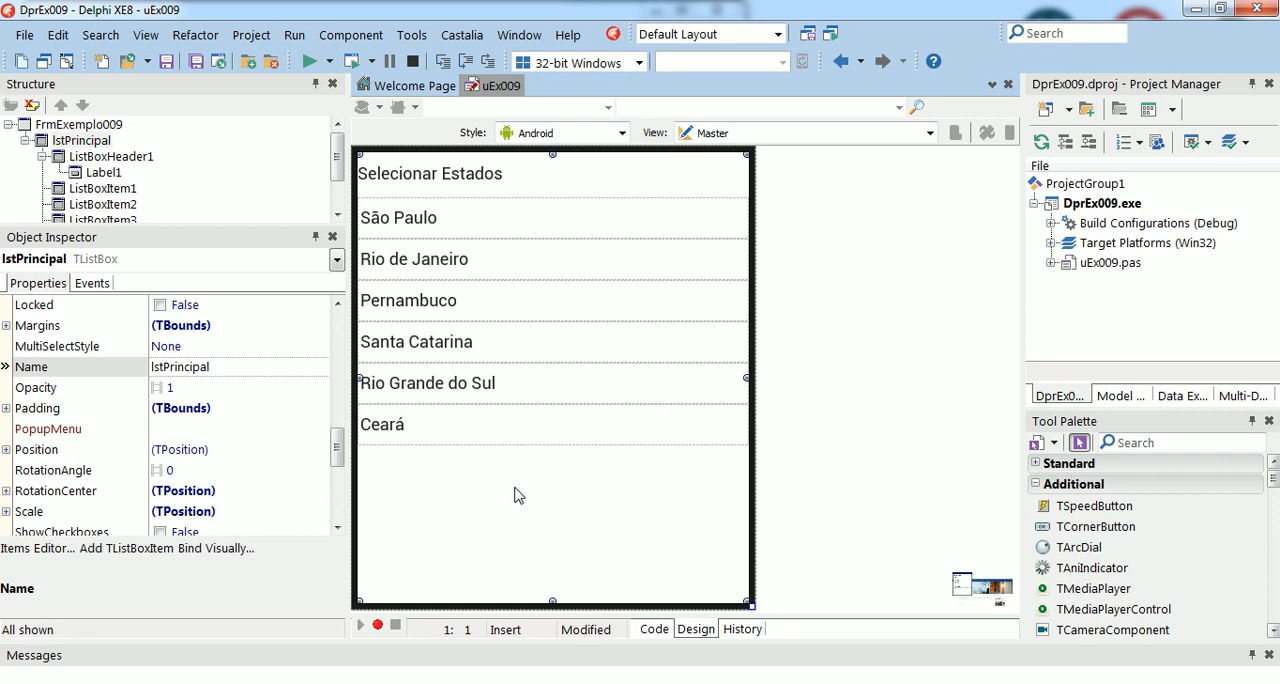 DprEx009 - Delphi XE8 - uEx009
File Edit Search View Refactor Project Run Component Tools Castalia Window Help
Default Layout
Search
32-bit Windows
Structure
FrmExemplo009
lstPrincipal
ListBoxHeader1
Label1
ListBoxItem1
ListBoxItem2
ListBoxItem3
Object Inspector
lstPrincipal TListBox
Properties Events
Locked False
Margins (TBounds)
MultiSelectStyle None
Name lstPrincipal
Opacity 1
Padding (TBounds)
PopupMenu
Position (TPosition)
RotationAngle 0
RotationCenter (TPosition)
Scale (TPosition)
ShowCheckboxes False
Items Editor... Add TListBoxItem Bind Visually...
Name
All shown
Welcome Page uEx009
Style: Android View: Master
Selecionar Estados
São Paulo
Rio de Janeiro
Pernambuco
Santa Catarina
Rio Grande do Sul
Ceará
1: 1 Insert Modified Code Design History
DprEx009.dproj - Project Manager
File
ProjectGroup1
DprEx009.exe
Build Configurations (Debug)
Target Platforms (Win32)
uEx009.pas
DprEx0... Model ... Data Ex... Multi-D...
Tool Palette
Search
Standard
Additional
TSpeedButton
TCornerButton
TArcDial
TAniIndicator
TMediaPlayer
TMediaPlayerControl
TCameraComponent
Messages